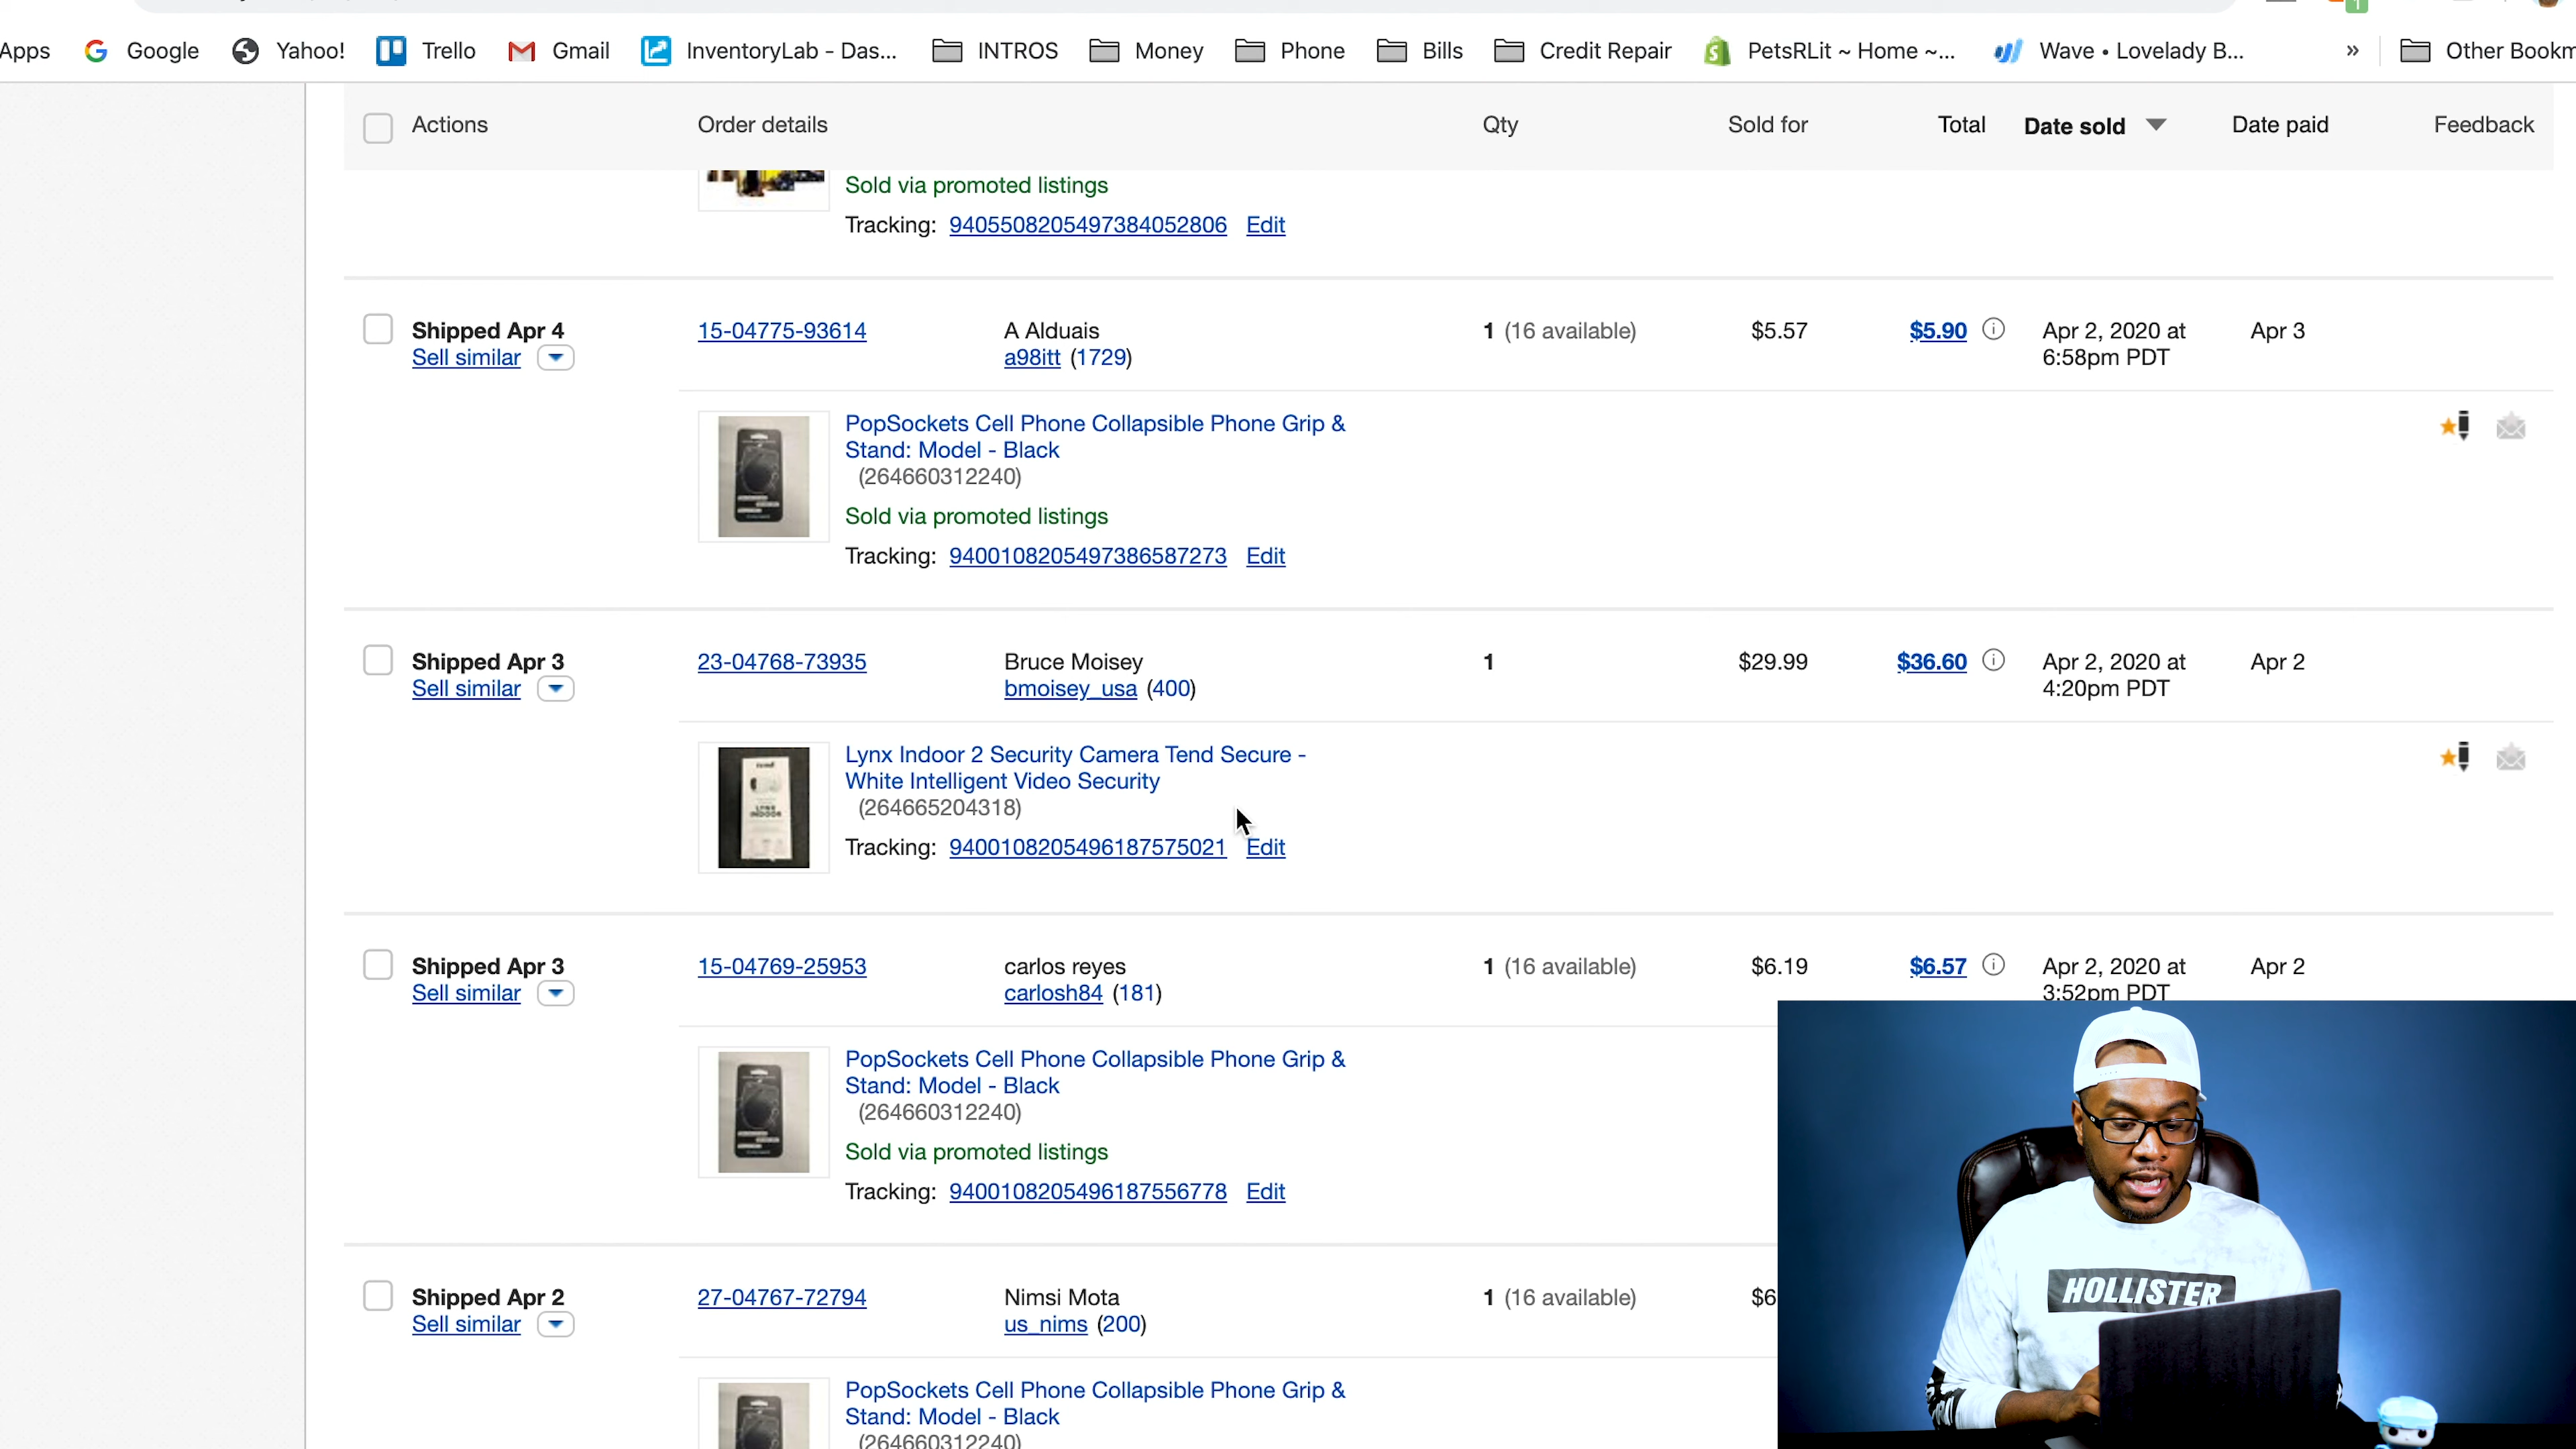 Apps Google Yahoo! Trello Gmail InventoryLab - Das... INTROS Money Phone Bills Credit Repair PetsRLit ~ Home ~... Wave • Lovelady B... » Other Bookm
Actions Order details Qty Sold for Total Date sold Date paid Feedback
Sold via promoted listings
Tracking: 9405508205497384052806 Edit
Shipped Apr 4 15-04775-93614 A Alduais 1 (16 available) $5.57 $5.90 Apr 2, 2020 at Apr 3
Sell similar a98itt (1729) 6:58pm PDT
PopSockets Cell Phone Collapsible Phone Grip &
Stand: Model - Black
(264660312240)
Sold via promoted listings
Tracking: 9400108205497386587273 Edit
Shipped Apr 3 23-04768-73935 Bruce Moisey 1 $29.99 $36.60 Apr 2, 2020 at Apr 2
Sell similar bmoisey_usa (400) 4:20pm PDT
Lynx Indoor 2 Security Camera Tend Secure -
White Intelligent Video Security
(264665204318)
LYNX
INDOOR
Tracking: 9400108205496187575021 Edit
Shipped Apr 3 15-04769-25953 carlos reyes 1 (16 available) $6.19 $6.57 Apr 2, 2020 at Apr 2
Sell similar carlosh84 (181) 3:52pm PDT
PopSockets Cell Phone Collapsible Phone Grip &
Stand: Model - Black
(264660312240)
Sold via promoted listings
Tracking: 9400108205496187556778 Edit
Shipped Apr 2 27-04767-72794 Nimsi Mota 1 (16 available) $6
Sell similar us_nims (200)
PopSockets Cell Phone Collapsible Phone Grip &
Stand: Model - Black
(264660312240)
HOLLISTER